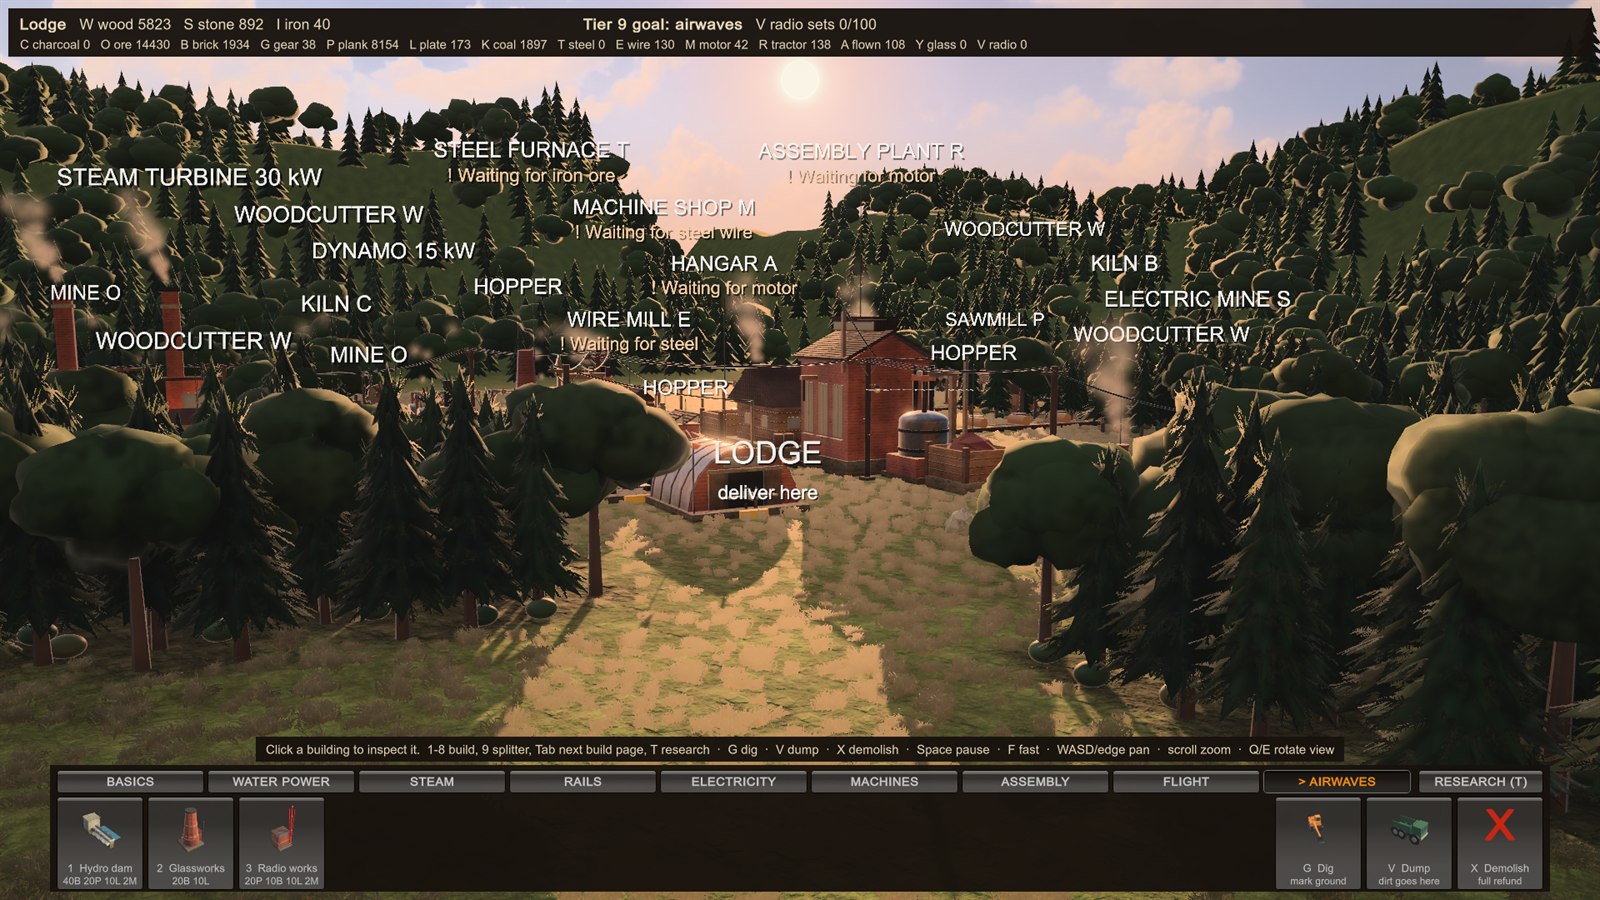 Lodge W wood 5823 S stone 892 I iron 40
Tier 9 goal: airwaves V radio sets 0/100
C charcoal 0 O ore 14430 B brick 1934 G gear 38 P plank 8154 L plate 173 K coal 1897 T steel 0 E wire 130 M motor 42 R tractor 138 A flown 108 Y glass 0 V radio 0
STEEL FURNACE T
! Waiting for iron ore
ASSEMBLY PLANT R
! Waiting for motor
STEAM TURBINE 30 kW
WOODCUTTER W
MACHINE SHOP M
! Waiting for steel wire
WOODCUTTER W
DYNAMO 15 kW
HANGAR A
! Waiting for motor
KILN B
MINE O
HOPPER
KILN C
ELECTRIC MINE S
WIRE MILL E
! Waiting for steel
SAWMILL P
WOODCUTTER W
WOODCUTTER W
MINE O
HOPPER
HOPPER
LODGE
deliver here
Click a building to inspect it. 1-8 build, 9 splitter, Tab next build page, T research · G dig · V dump · X demolish · Space pause · F fast · WASD/edge pan · scroll zoom · Q/E rotate view
BASICS
WATER POWER
STEAM
RAILS
ELECTRICITY
MACHINES
ASSEMBLY
FLIGHT
> AIRWAVES
RESEARCH (T)
1 Hydro dam
40B 20P 10L 2M
2 Glassworks
20B 10L
3 Radio works
20P 10B 10L 2M
G Dig
mark ground
V Dump
dirt goes here
X Demolish
full refund